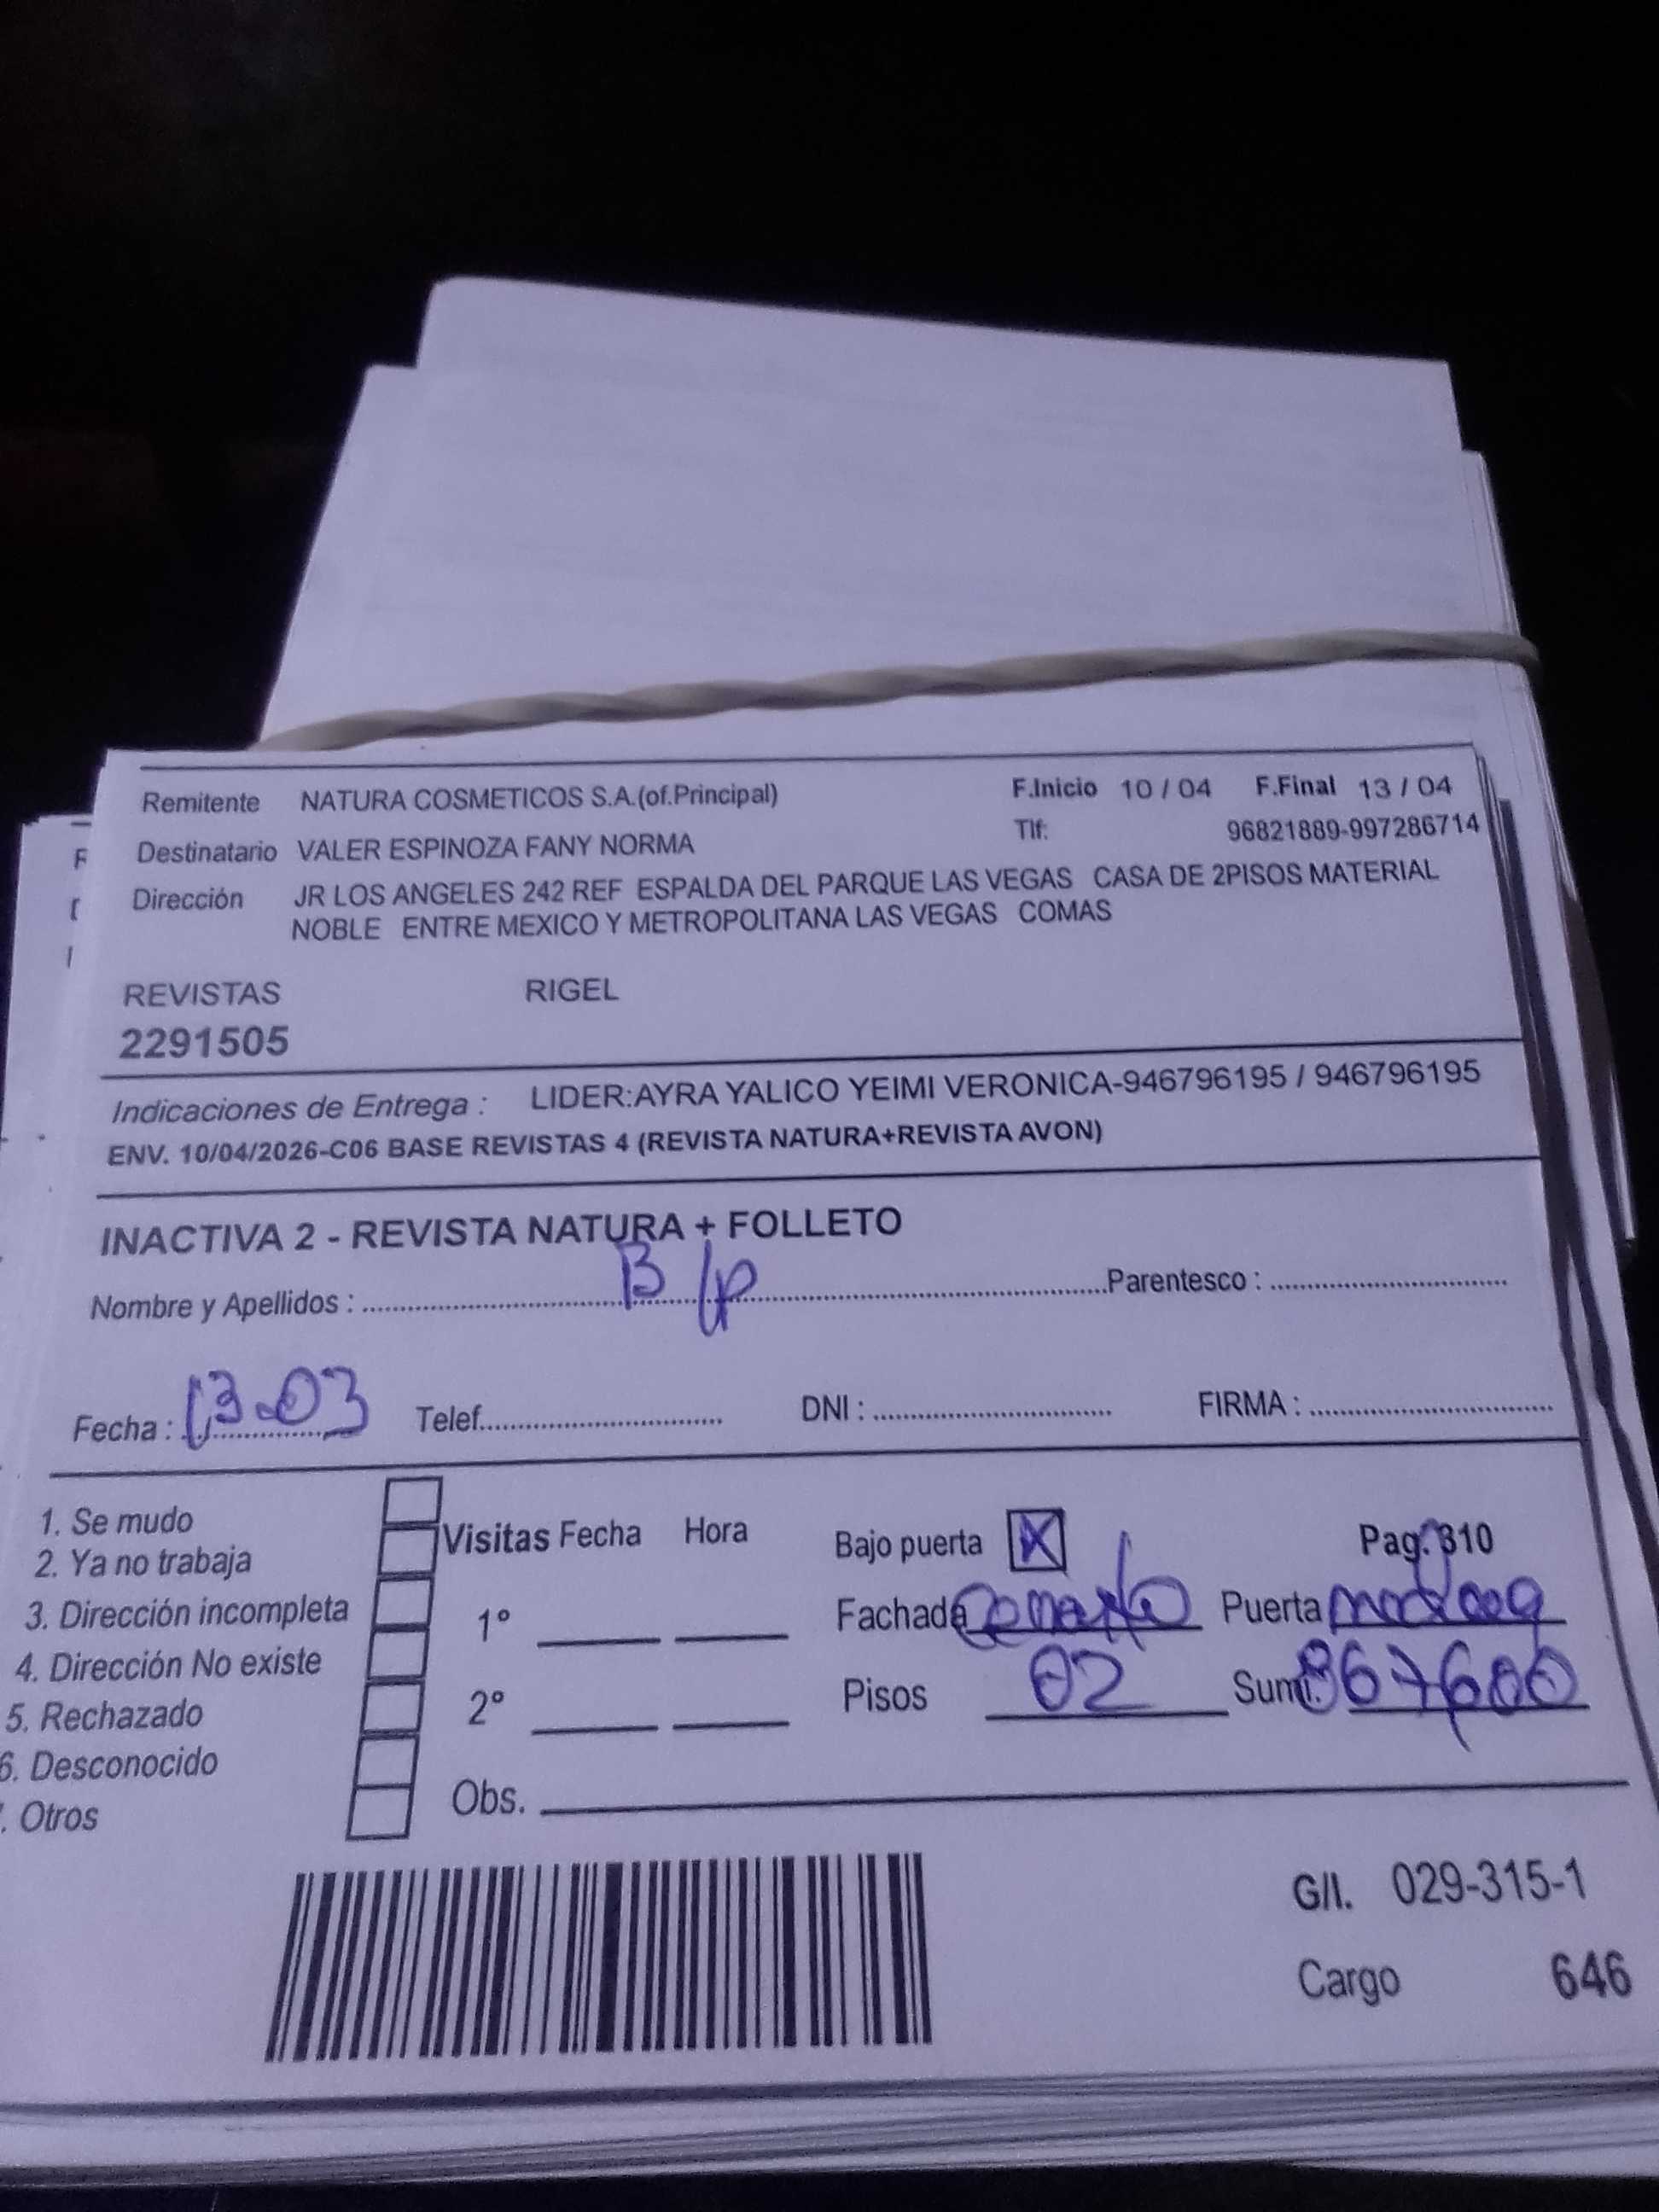 Remitente NATURA COSMETICOS S.A.(of.Principal) F.Inicio 10 / 04 F.Final 13 / 04
Destinatario VALER ESPINOZA FANY NORMA Tlf: 96821889-997286714
Dirección JR LOS ANGELES 242 REF ESPALDA DEL PARQUE LAS VEGAS CASA DE 2PISOS MATERIAL
NOBLE ENTRE MEXICO Y METROPOLITANA LAS VEGAS COMAS
REVISTAS RIGEL
2291505
Indicaciones de Entrega : LIDER:AYRA YALICO YEIMI VERONICA-946796195 / 946796195
ENV. 10/04/2026-C06 BASE REVISTAS 4 (REVISTA NATURA+REVISTA AVON)
INACTIVA 2 - REVISTA NATURA + FOLLETO
Nombre y Apellidos : B/p Parentesco :
Fecha : 13-03 Telef. DNI : FIRMA :
1. Se mudo
2. Ya no trabaja
3. Dirección incompleta
4. Dirección No existe
5. Rechazado
6. Desconocido
. Otros
Visitas Fecha Hora
1º
2º
Obs.
Bajo puerta X Pag. 310
Fachada Puerta
Pisos 02 Sum.
G/I. 029-315-1
Cargo 646